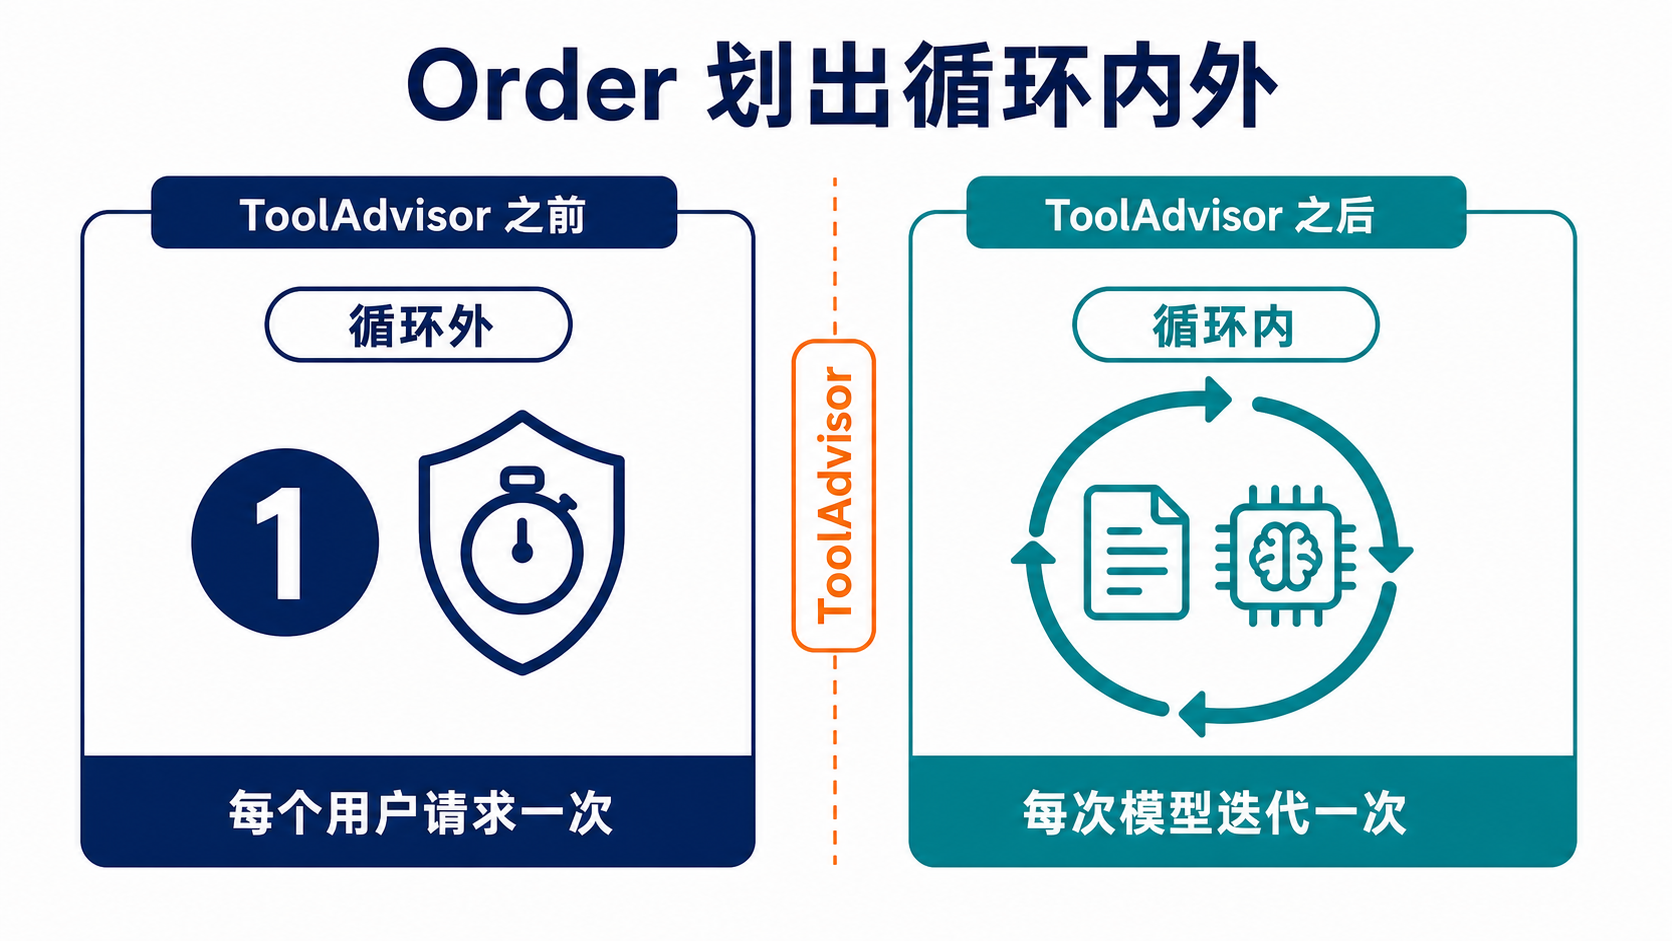 Order 划出循环内外
ToolAdvisor 之前
循环外
1
每个用户请求一次
ToolAdvisor
ToolAdvisor 之后
循环内
每次模型迭代一次